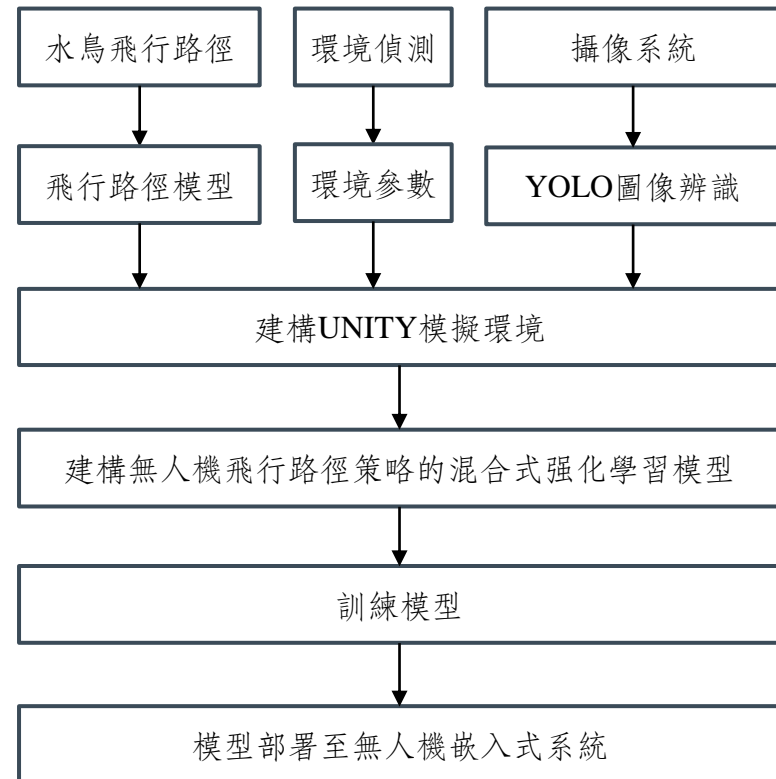 水鳥飛行路徑
環境偵測
攝像系統
飛行路徑模型
環境參數
YOLO圖像辨識
建構UNITY模擬環境
建構無人機飛行路徑策略的混合式强化學習模型
訓練模型
模型部署至無人機嵌入式系統